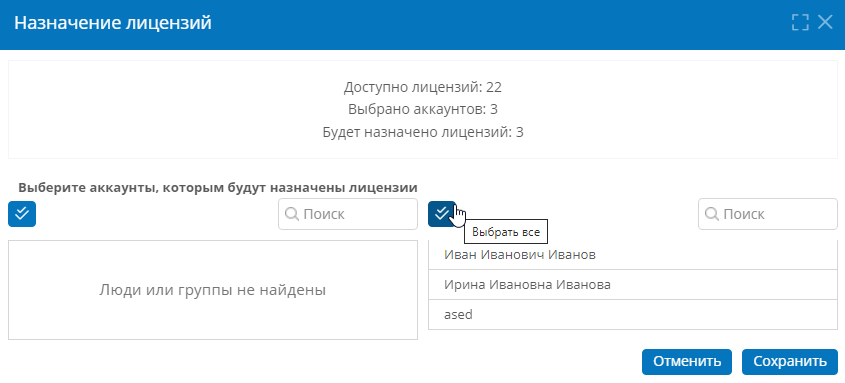 Назначение лицензий
Доступно лицензий: 22
Выбрано аккаунтов: 3
Будет назначено лицензий: 3
Выберите аккаунты, которым будут назначены лицензии
Поиск
Поиск
Выбрать все
Люди или группы не найдены
Иван Иванович Иванов
Ирина Ивановна Иванова
ased
Отменить
Сохранить